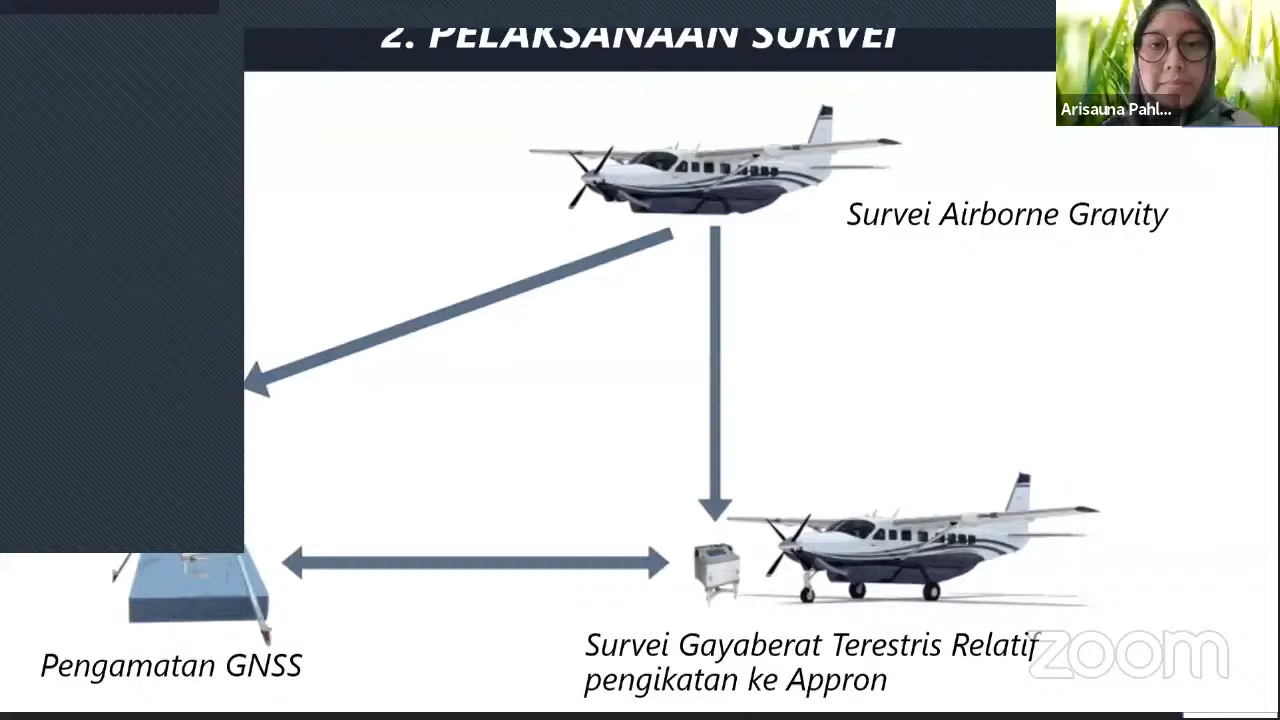 2. PELAKSANAAN SURVEI
Arisauna Pahl...
Survei Airborne Gravity
Pengamatan GNSS
Survei Gayaberat Terestris Relatif
pengikatan ke Appron
zoom